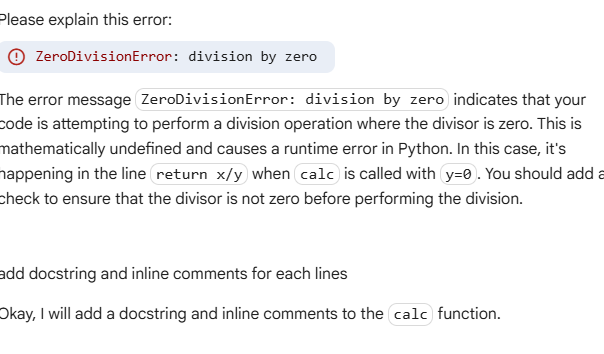 Please explain this error:
ZeroDivisionError: division by zero
The error message ZeroDivisionError: division by zero indicates that your
code is attempting to perform a division operation where the divisor is zero. This is
mathematically undefined and causes a runtime error in Python. In this case, it's
happening in the line return x/y when calc is called with y=0. You should add a
check to ensure that the divisor is not zero before performing the division.
add docstring and inline comments for each lines
Okay, I will add a docstring and inline comments to the calc function.